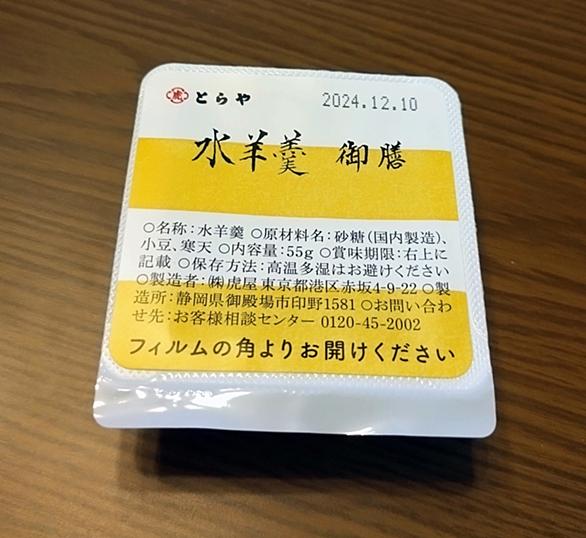 虎 とらや 2024.12.10
水羊羹 御膳
○名称：水羊羹 ○原材料名：砂糖(国内製造)、
小豆、寒天 ○内容量：55g ○賞味期限：右上に
記載 ○保存方法：高温多湿はお避けください
○製造者：㈱虎屋 東京都港区赤坂4-9-22 ○製
造所：静岡県御殿場市印野1581 ○お問い合わ
せ先：お客様相談センター 0120-45-2002
フィルムの角よりお開けください